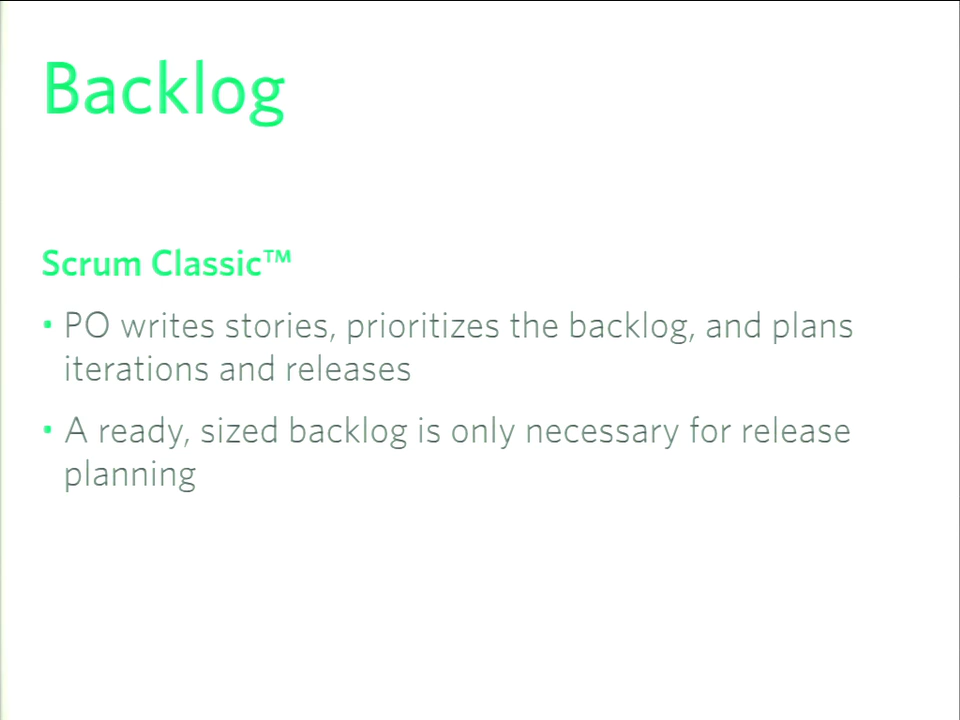 Backlog
Scrum Classic™
• PO writes stories, prioritizes the backlog, and plans
iterations and releases
• A ready, sized backlog is only necessary for release
planning